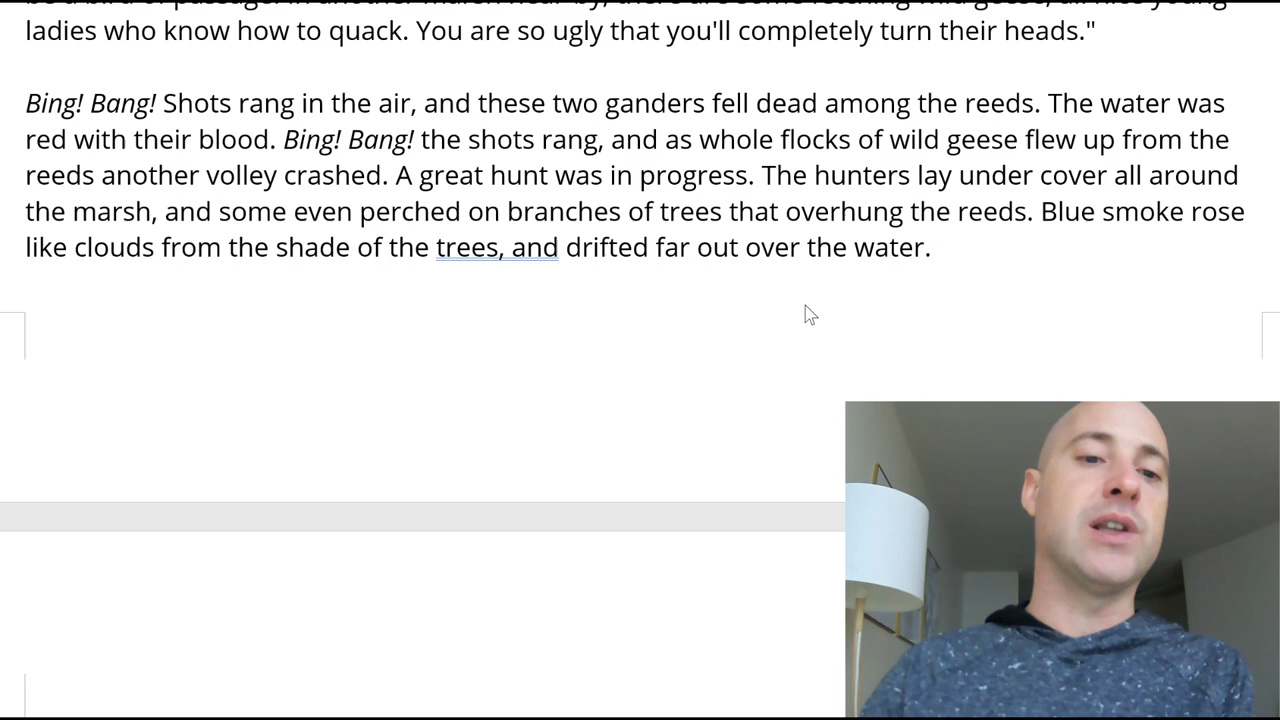 ladies who know how to quack. You are so ugly that you'll completely turn their heads."
Bing! Bang! Shots rang in the air, and these two ganders fell dead among the reeds. The water was
red with their blood. Bing! Bang! the shots rang, and as whole flocks of wild geese flew up from the
reeds another volley crashed. A great hunt was in progress. The hunters lay under cover all around
the marsh, and some even perched on branches of trees that overhung the reeds. Blue smoke rose
like clouds from the shade of the trees, and drifted far out over the water.